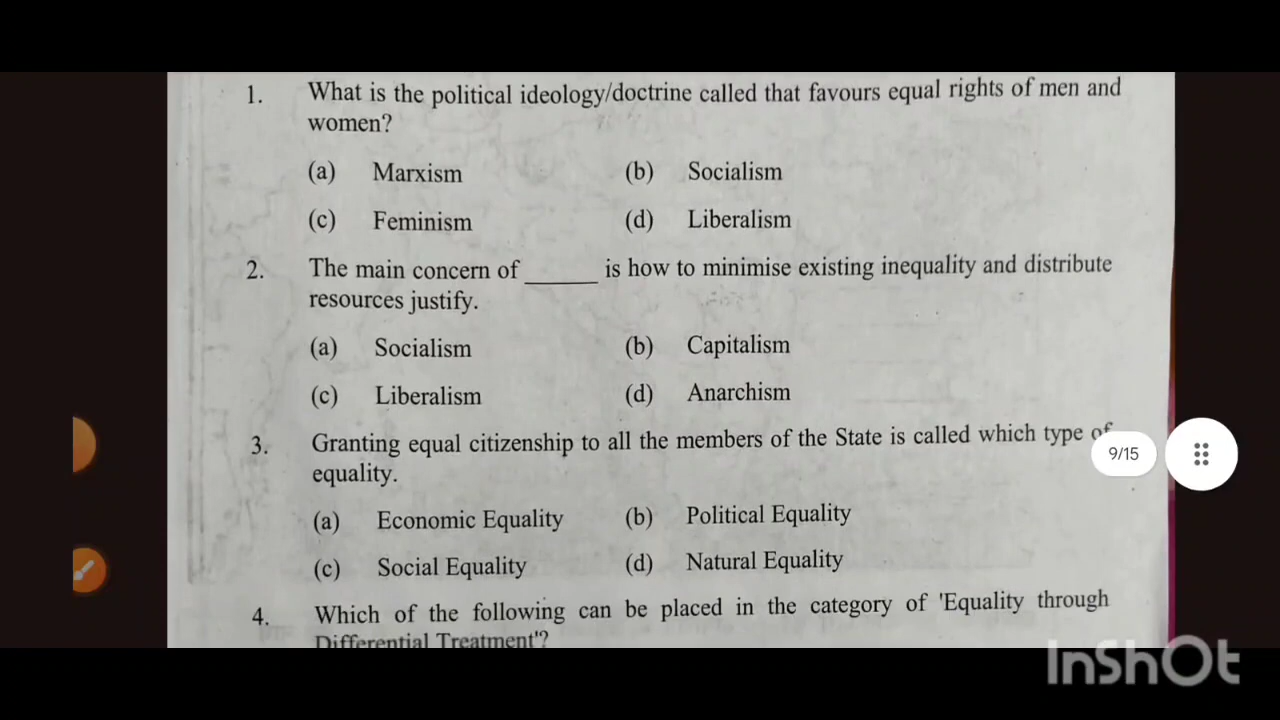 1. What is the political ideology/doctrine called that favours equal rights of men and
women?
(a) Marxism (b) Socialism
(c) Feminism (d) Liberalism
2. The main concern of ______ is how to minimise existing inequality and distribute
resources justify.
(a) Socialism (b) Capitalism
(c) Liberalism (d) Anarchism
3. Granting equal citizenship to all the members of the State is called which type of
equality.
9/15
(a) Economic Equality (b) Political Equality
(c) Social Equality (d) Natural Equality
4. Which of the following can be placed in the category of 'Equality through
Differential Treatment'?
InShOt